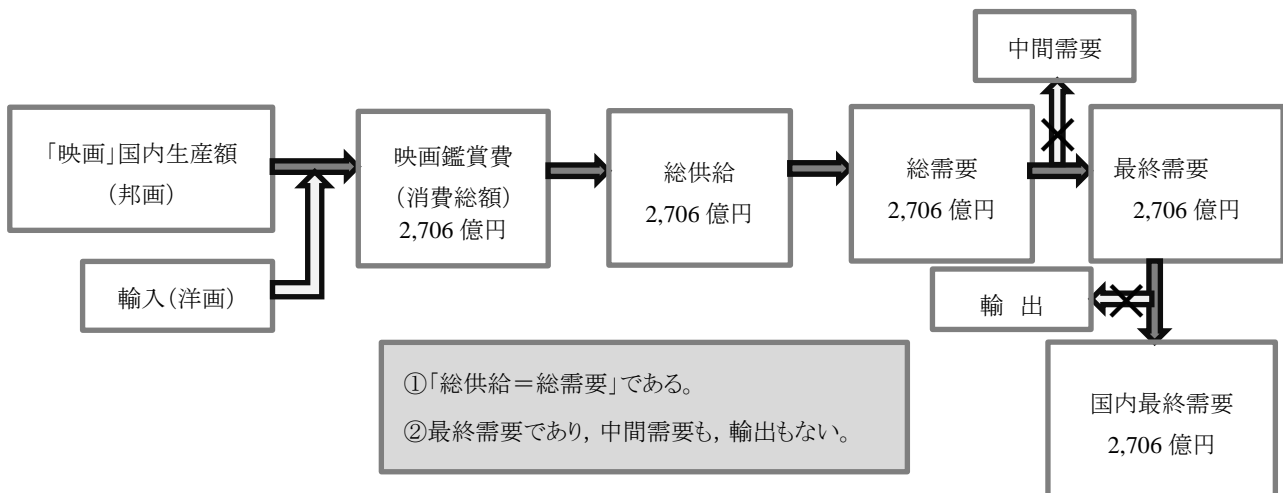 中間需要
「映画」国内生産額
(邦画)
映画鑑賞費
(消費総額)
2,706 億円
総供給
2,706 億円
総需要
2,706 億円
最終需要
2,706 億円
輸入(洋画)
輸 出
①「総供給＝総需要」である。
②最終需要であり, 中間需要も, 輸出もない。
国内最終需要
2,706 億円